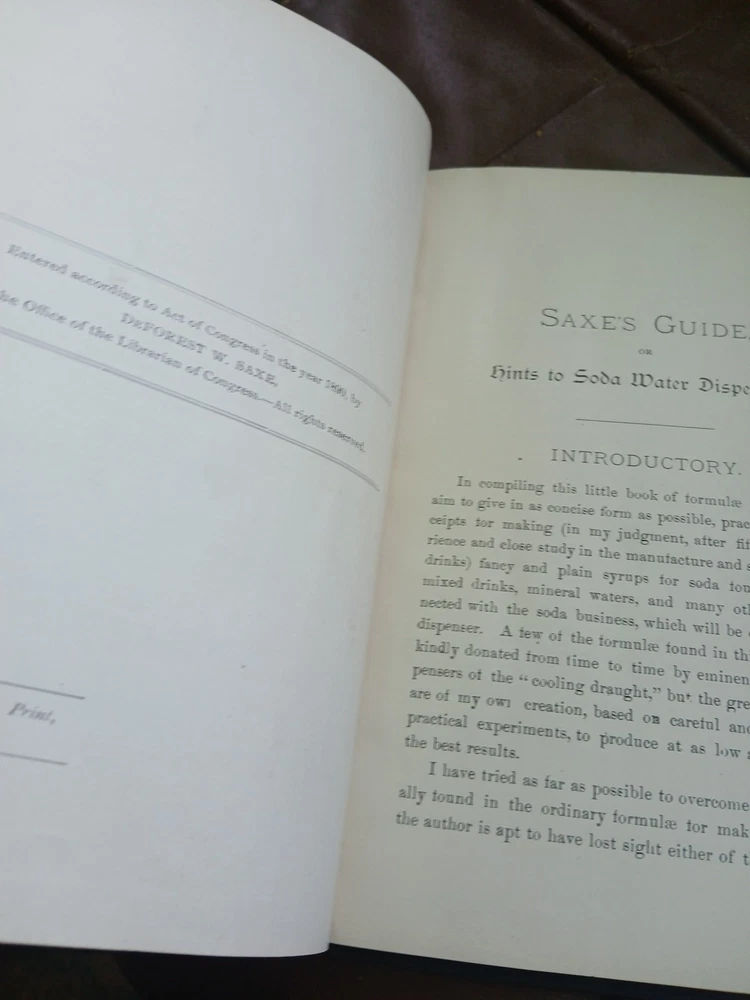 Entered according to Act of Congress in the year 1890, by
DeFOREST W. SAXE,
he Office of the Librarian of Congress—All rights reserved.
Print,
SAXE'S GUIDE
OR
Hints to Soda Water Dispe
INTRODUCTORY.
In compiling this little book of formulæ
aim to give in as concise form as possible, prac
ceipts for making (in my judgment, after fif
rience and close study in the manufacture and s
drinks) fancy and plain syrups for soda fou
mixed drinks, mineral waters, and many oth
nected with the soda business, which will be
dispenser. A few of the formulæ found in th
kindly donated from time to time by eminen
pensers of the "cooling draught," but the gre
are of my own creation, based on careful and
practical experiments, to produce at as low
the best results.
I have tried as far as possible to overcome
ally found in the ordinary formulæ for mak
the author is apt to have lost sight either of t